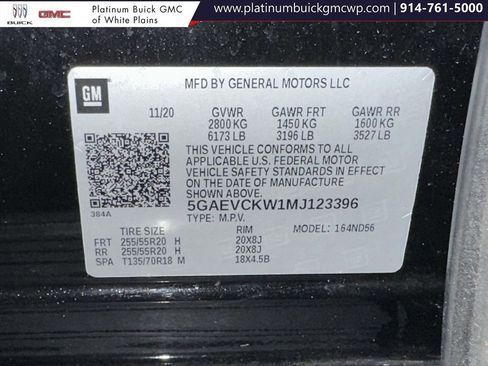 BUICK GMC Platinum Buick GMC of White Plains
www.platinumbuickgmcwp.com | 914-761-5000
GM
MFD BY GENERAL MOTORS LLC
11/20 GVWR GAWR FRT GAWR RR
2800 KG 1450 KG 1600 KG
6173 LB 3196 LB 3527 LB
THIS VEHICLE CONFORMS TO ALL
APPLICABLE U.S. FEDERAL MOTOR
VEHICLE SAFETY STANDARDS IN
EFFECT ON THE DATE OF
MANUFACTURE SHOWN ABOVE.
384A
5GAEVCKW1MJ123396
TYPE: M.P.V.
TIRE SIZE RIM MODEL: 164ND56
FRT 255/55R20 H 20X8J
RR 255/55R20 H 20X8J
SPA T135/70R18 M 18X4.5B